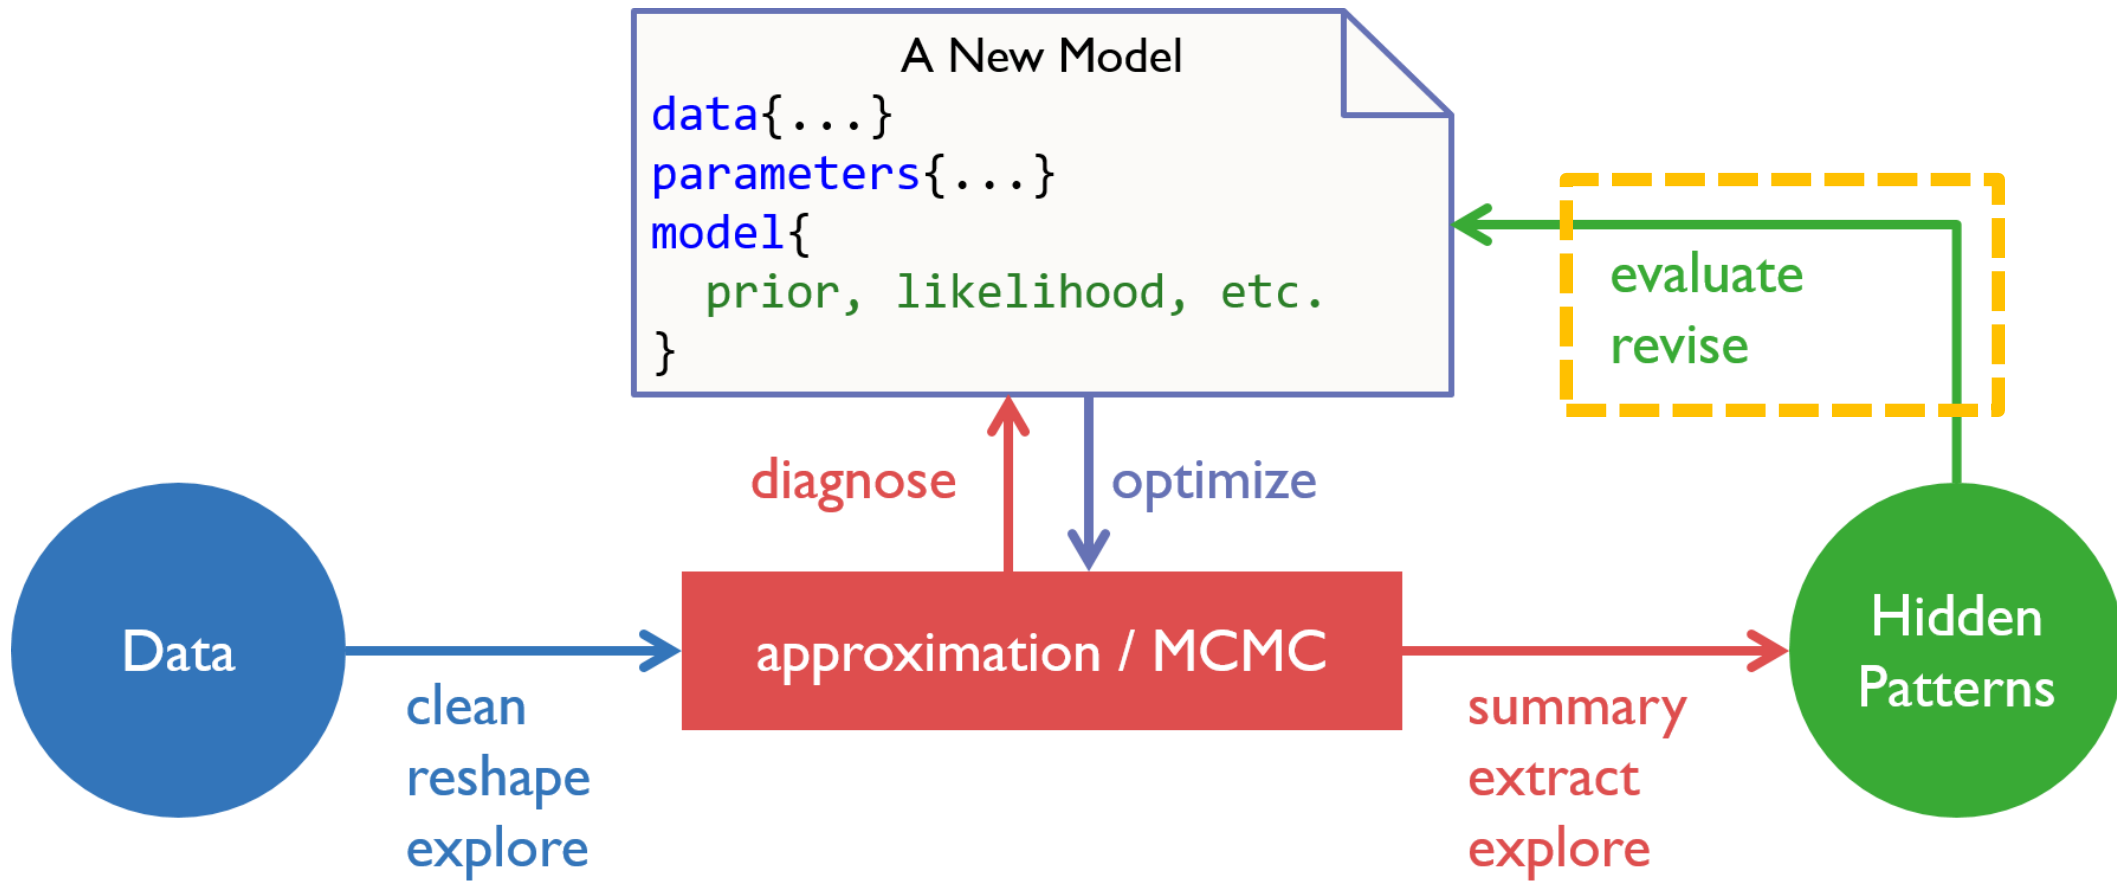 A New Model
data{...}
parameters{...}
model{
  prior, likelihood, etc.
}
evaluate
revise
diagnose
optimize
Data
approximation / MCMC
Hidden
Patterns
clean
reshape
explore
summary
extract
explore